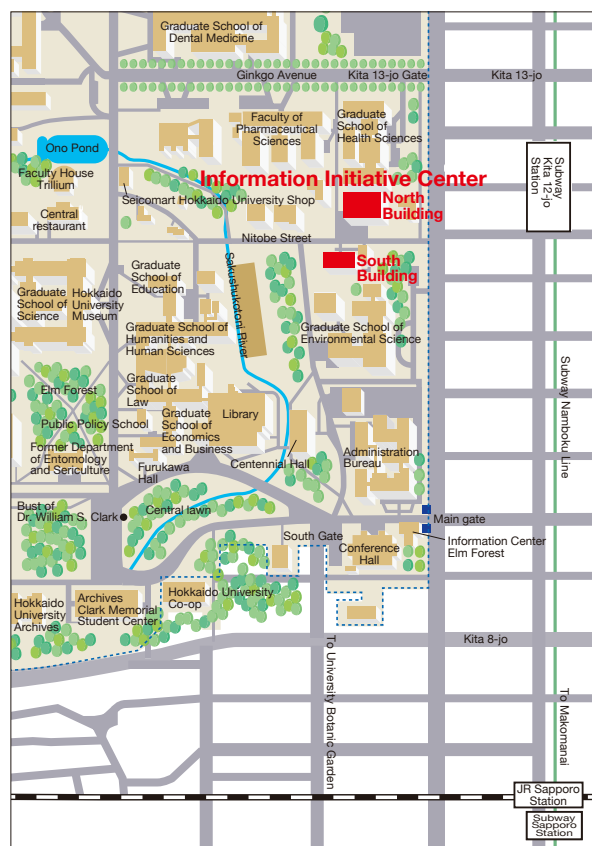 Graduate School of
Dental Medicine
Ginkgo Avenue
Kita 13-jo Gate
Kita 13-jo
Faculty of
Pharmaceutical
Sciences
Graduate
School of
Health Sciences
Ono Pond
Subway
Kita 12-jo
Station
Faculty House
Trillium
Information Initiative Center
Seicomart Hokkaido University Shop
North
Building
Central
restaurant
Nitobe Street
South
Building
Sakushukotoni River
Graduate School of
Education
Graduate
School of
Science
Hokkaido
University
Museum
Graduate School of
Humanities and
Human Sciences
Graduate School of
Environmental Science
Subway Namboku Line
Elm Forest
Graduate
School of
Law
Public Policy School
Graduate
School of
Economics
and Business
Library
Former Department
of Entomology
and Sericulture
Furukawa
Hall
Centennial Hall
Administration
Bureau
Bust of
Dr. William S. Clark
Central lawn
Main gate
South Gate
Conference
Hall
Information Center
Elm Forest
Hokkaido
University
Archives
Archives
Clark Memorial
Student Center
Hokkaido University
Co-op
Kita 8-jo
To University Botanic Garden
To Makomanai
JR Sapporo
Station
Subway
Sapporo
Station